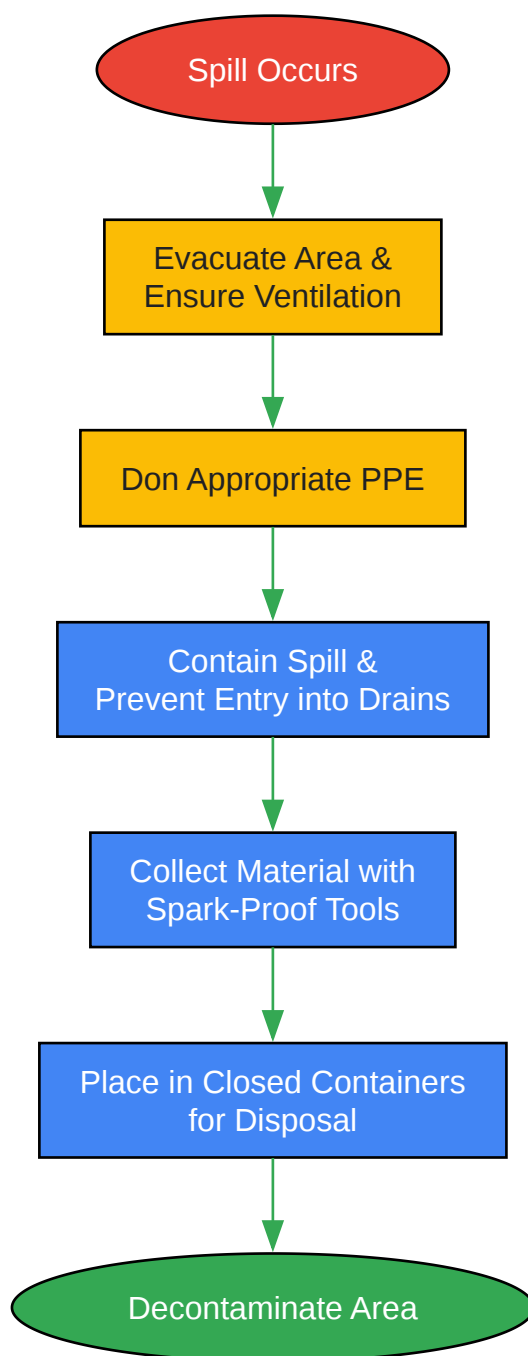 Spill Occurs
Evacuate Area &
Ensure Ventilation
Don Appropriate PPE
Contain Spill &
Prevent Entry into Drains
Collect Material with
Spark-Proof Tools
Place in Closed Containers
for Disposal
Decontaminate Area